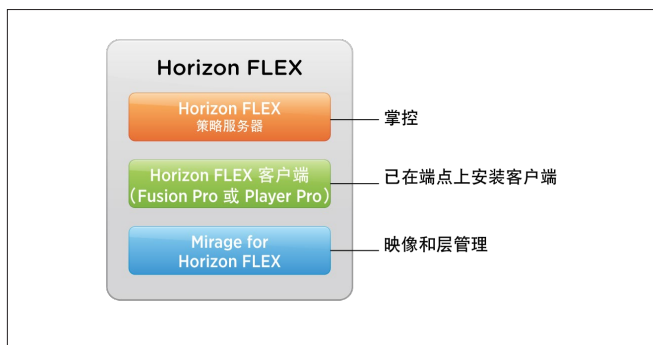 Horizon FLEX
Horizon FLEX
策略服务器
掌控
Horizon FLEX 客户端
(Fusion Pro 或 Player Pro)
已在端点上安装客户端
Mirage for
Horizon FLEX
映像和层管理